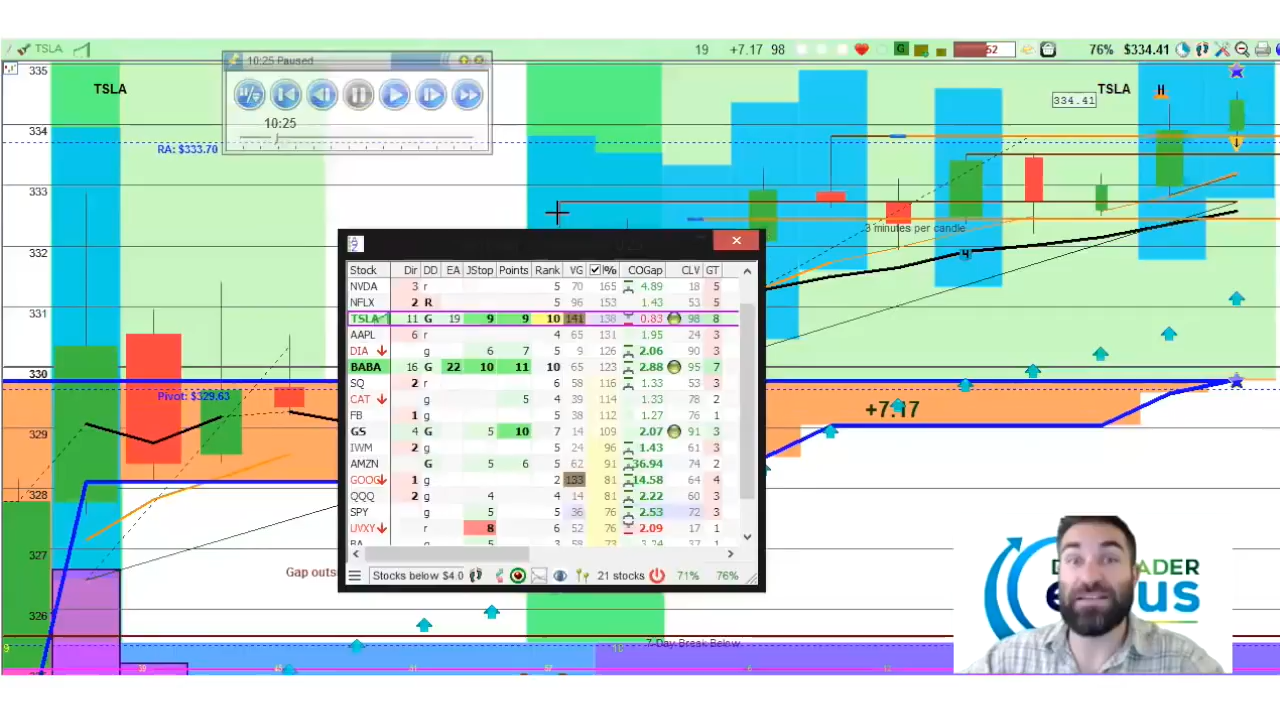 TSLA
19 +7.17 98
G
52
76% $334.41
335
334
333
332
331
330
329
328
327
326
TSLA
10:25 Paused
10:25
RA: $333.70
334.41
TSLA
H
3 minutes per candle
Pivot: $329.63
+7.17
Gap outs
7-Day Break Below
Stock Dir DD EA JStop Points Rank VG I% COGap CLV GT
NVDA 3 r 5 70 165 4.89 18 5
NFLX 2 R 5 96 153 1.43 53 5
TSLA 11 G 19 9 9 10 141 138 0.83 98 8
AAPL 6 r 4 65 131 1.95 24 3
DIA g 6 7 5 9 126 2.06 90 3
BABA 16 G 22 10 11 10 65 123 2.88 95 7
SQ 2 r 6 58 116 1.33 53 3
CAT g 5 4 39 114 1.33 78 2
FB 1 g 5 38 112 1.27 76 1
GS 4 G 5 10 7 14 109 2.07 91 3
IWM 2 g 5 24 96 1.43 61 3
AMZN G 5 6 5 62 91 36.94 74 2
GOOG 1 g 2 133 81 14.58 64 4
QQQ 2 g 4 4 14 81 2.22 60 3
SPY g 5 5 36 76 2.53 72 3
UVXY r 8 6 52 76 2.09 17 1
Stocks below $4.0
21 stocks
71% 76%